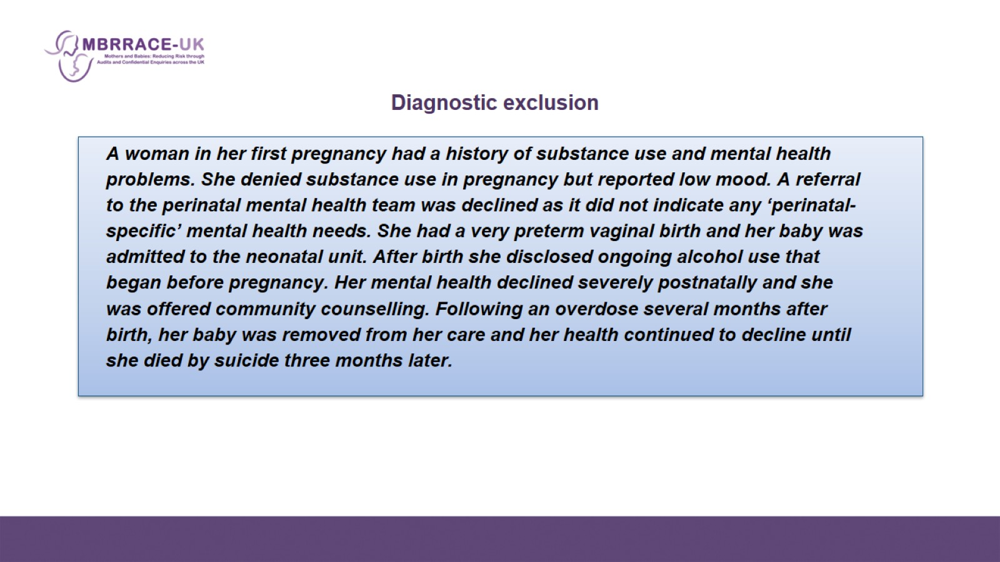 MBRRACE-UK
Mothers and Babies: Reducing Risk through
Audits and Confidential Enquiries across the UK
Diagnostic exclusion
A woman in her first pregnancy had a history of substance use and mental health
problems. She denied substance use in pregnancy but reported low mood. A referral
to the perinatal mental health team was declined as it did not indicate any ‘perinatal-
specific’ mental health needs. She had a very preterm vaginal birth and her baby was
admitted to the neonatal unit. After birth she disclosed ongoing alcohol use that
began before pregnancy. Her mental health declined severely postnatally and she
was offered community counselling. Following an overdose several months after
birth, her baby was removed from her care and her health continued to decline until
she died by suicide three months later.